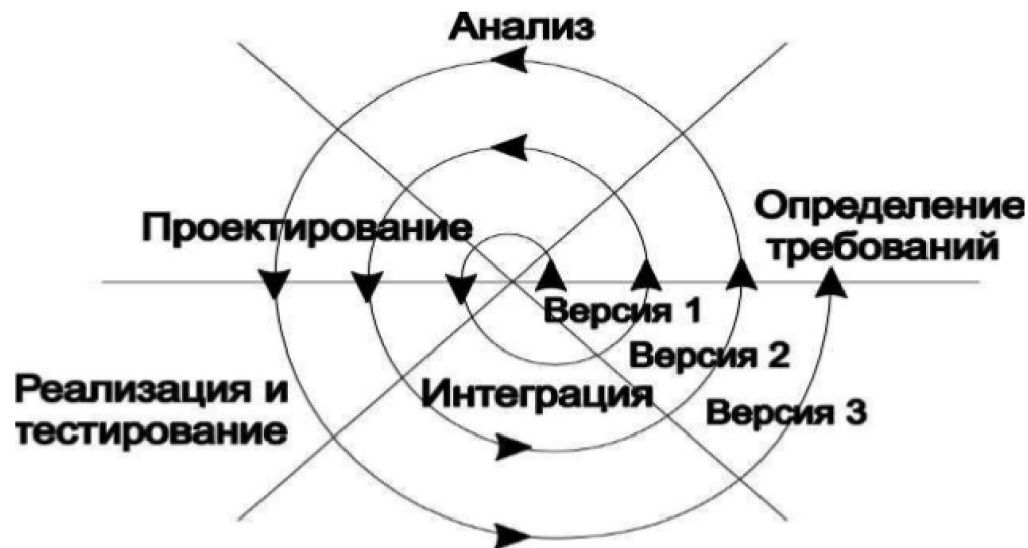 Анализ
Определение
требований
Проектирование
Версия 1
Версия 2
Реализация и
тестирование
Интеграция
Версия 3